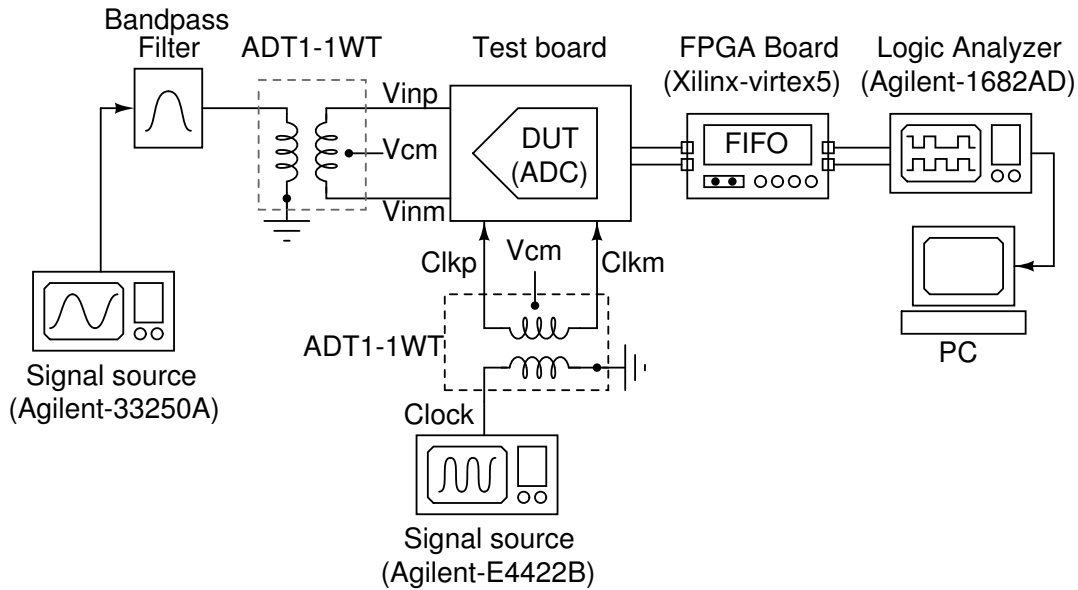 Bandpass
Filter
ADT1-1WT
Test board
FPGA Board
(Xilinx-virtex5)
Logic Analyzer
(Agilent-1682AD)
Vinp
Vcm
Vinm
DUT
(ADC)
FIFO
Clkp
Vcm
Clkm
ADT1-1WT
PC
Signal source
(Agilent-33250A)
Clock
Signal source
(Agilent-E4422B)